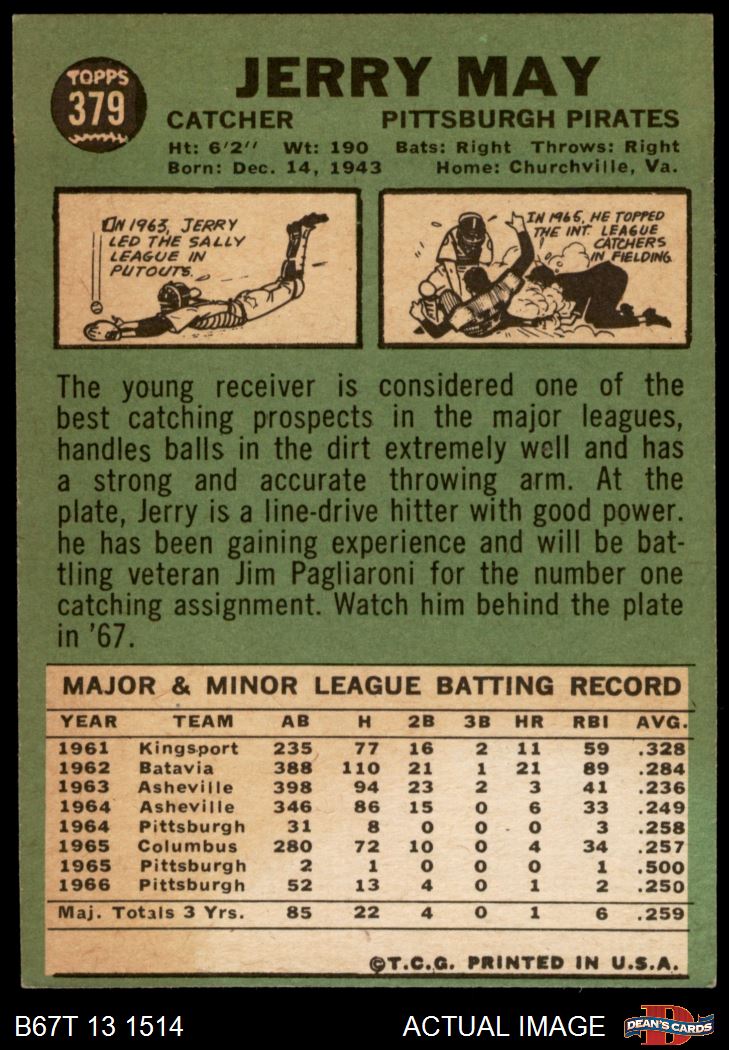 TOPPS
379
JERRY MAY
CATCHER PITTSBURGH PIRATES
Ht: 6'2" Wt: 190 Bats: Right Throws: Right
Born: Dec. 14, 1943 Home: Churchville, Va.
IN 1963, JERRY
LED THE SALLY
LEAGUE IN
PUTOUTS.
IN 1965, HE TOPPED
THE INT. LEAGUE
CATCHERS
IN FIELDING.
The young receiver is considered one of the
best catching prospects in the major leagues,
handles balls in the dirt extremely well and has
a strong and accurate throwing arm. At the
plate, Jerry is a line-drive hitter with good power.
he has been gaining experience and will be bat-
tling veteran Jim Pagliaroni for the number one
catching assignment. Watch him behind the plate
in '67.
MAJOR & MINOR LEAGUE BATTING RECORD
YEAR TEAM AB H 2B 3B HR RBI AVG.
1961 Kingsport 235 77 16 2 11 59 .328
1962 Batavia 388 110 21 1 21 89 .284
1963 Asheville 398 94 23 2 3 41 .236
1964 Asheville 346 86 15 0 6 33 .249
1964 Pittsburgh 31 8 0 0 0 3 .258
1965 Columbus 280 72 10 0 4 34 .257
1965 Pittsburgh 2 1 0 0 0 1 .500
1966 Pittsburgh 52 13 4 0 1 2 .250
Maj. Totals 3 Yrs. 85 22 4 0 1 6 .259
©T.C.G. PRINTED IN U.S.A.
B67T 13 1514 ACTUAL IMAGE
D
DEAN'S CARDS